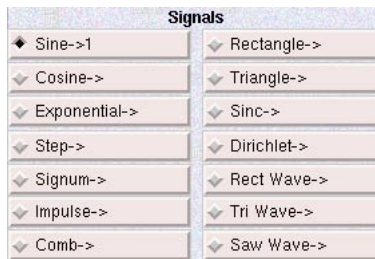 Signals
Sine->1
Rectangle->
Cosine->
Triangle->
Exponential->
Sinc->
Step->
Dirichlet->
Signum->
Rect Wave->
Impulse->
Tri Wave->
Comb->
Saw Wave->